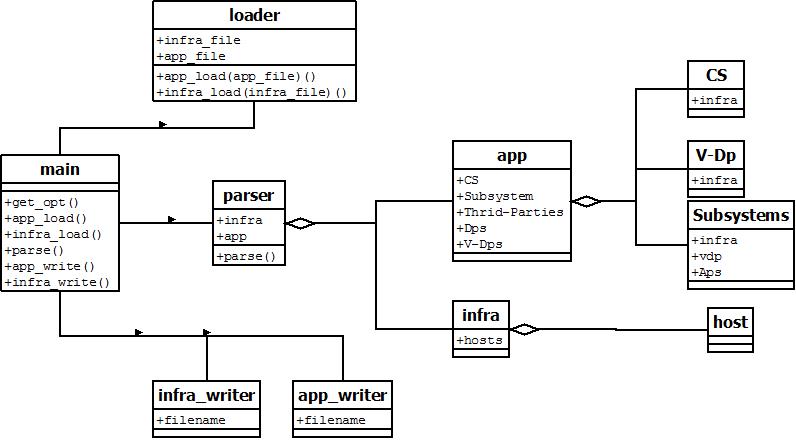 loader
+infra_file
+app_file
+app_load(app_file)()
+infra_load(infra_file)()
main
+get_opt()
+app_load()
+infra_load()
+parse()
+app_write()
+infra_write()
parser
+infra
+app
+parse()
app
+CS
+Subsystem
+Thrid-Parties
+Dps
+V-Dps
CS
+infra
V-Dp
+infra
Subsystems
+infra
+vdp
+Aps
infra
+hosts
host
infra_writer
+filename
app_writer
+filename